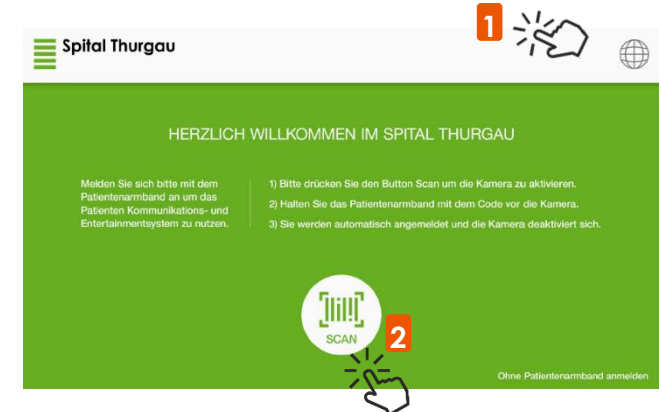 1
Spital Thurgau
HERZLICH WILLKOMMEN IM SPITAL THURGAU
Melden Sie sich bitte mit dem
Patientenarmband an um das
Patienten Kommunikations- und
Entertainmentsystem zu nutzen.
1) Bitte drücken Sie den Button Scan um die Kamera zu aktivieren.
2) Halten Sie das Patientenarmband mit dem Code vor die Kamera.
3) Sie werden automatisch angemeldet und die Kamera deaktiviert sich.
SCAN
2
Ohne Patientenarmband anmelden